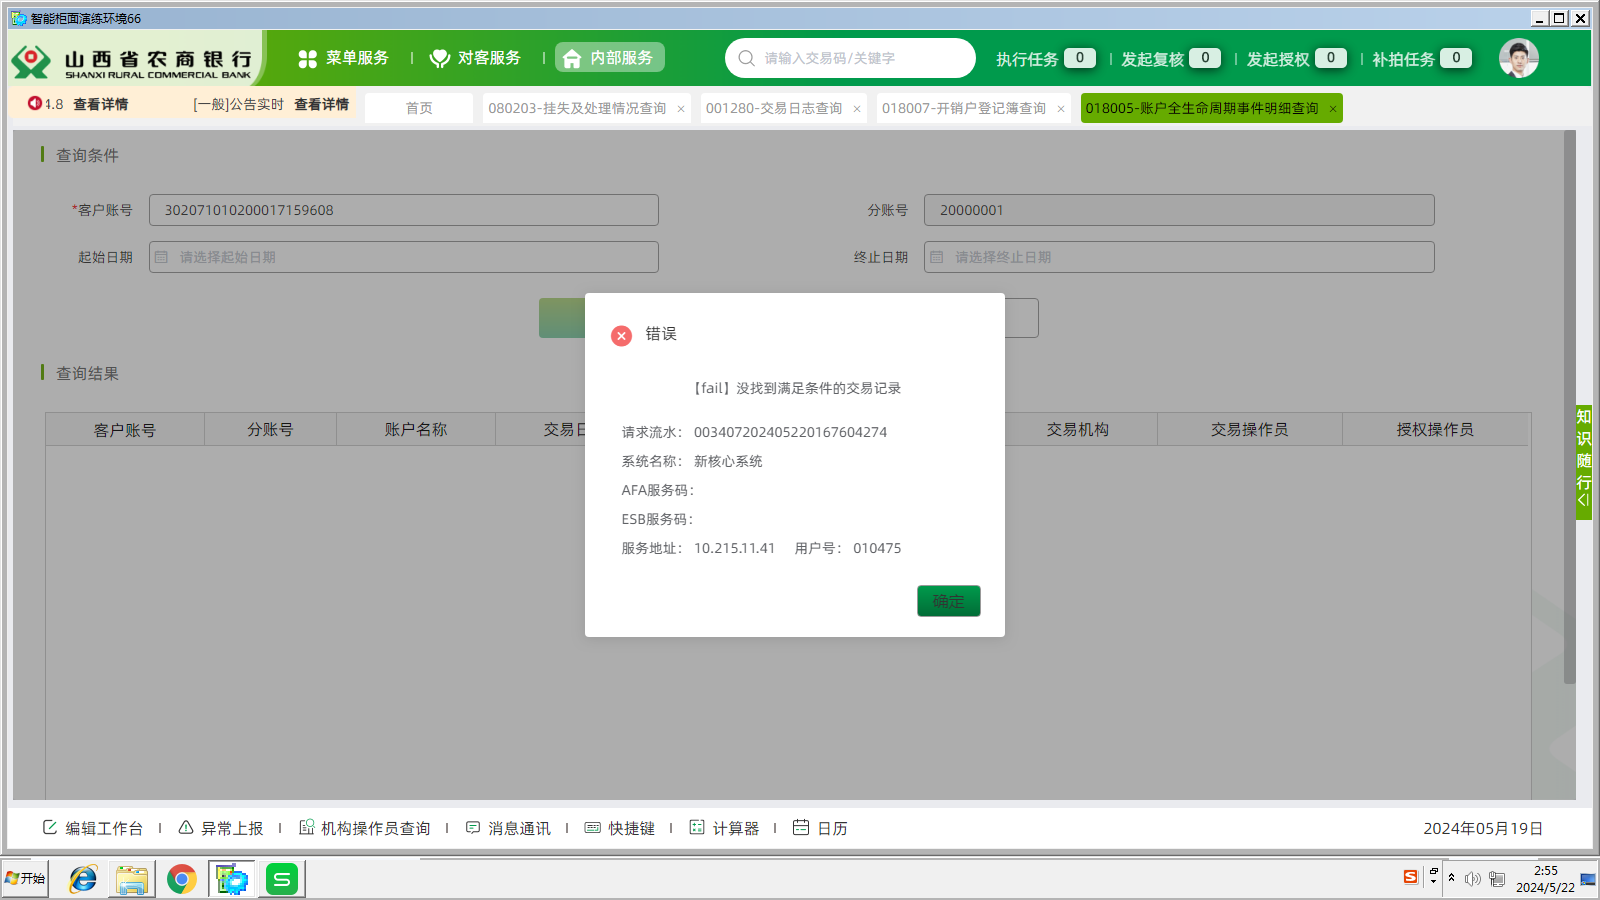 智能柜面演练环境66
山西省农商银行
SHANXI RURAL COMMERCIAL BANK
菜单服务
对客服务
内部服务
请输入交易码/关键字
执行任务 0
发起复核 0
发起授权 0
补拍任务 0
1.8 查看详情 [一般]公告实时 查看详情
首页
080203-挂失及处理情况查询 ×
001280-交易日志查询 ×
018007-开销户登记簿查询 ×
018005-账户全生命周期事件明细查询 ×
查询条件
*客户账号 302071010200017159608
分账号 20000001
起始日期 请选择起始日期
终止日期 请选择终止日期
错误
【fail】没找到满足条件的交易记录
请求流水： 003407202405220167604274
系统名称： 新核心系统
AFA服务码：
ESB服务码：
服务地址： 10.215.11.41 用户号： 010475
确定
查询结果
客户账号 分账号 账户名称 交易日 交易机构 交易操作员 授权操作员
知识随行
编辑工作台
异常上报
机构操作员查询
消息通讯
快捷键
计算器
日历
2024年05月19日
开始
2:55
2024/5/22